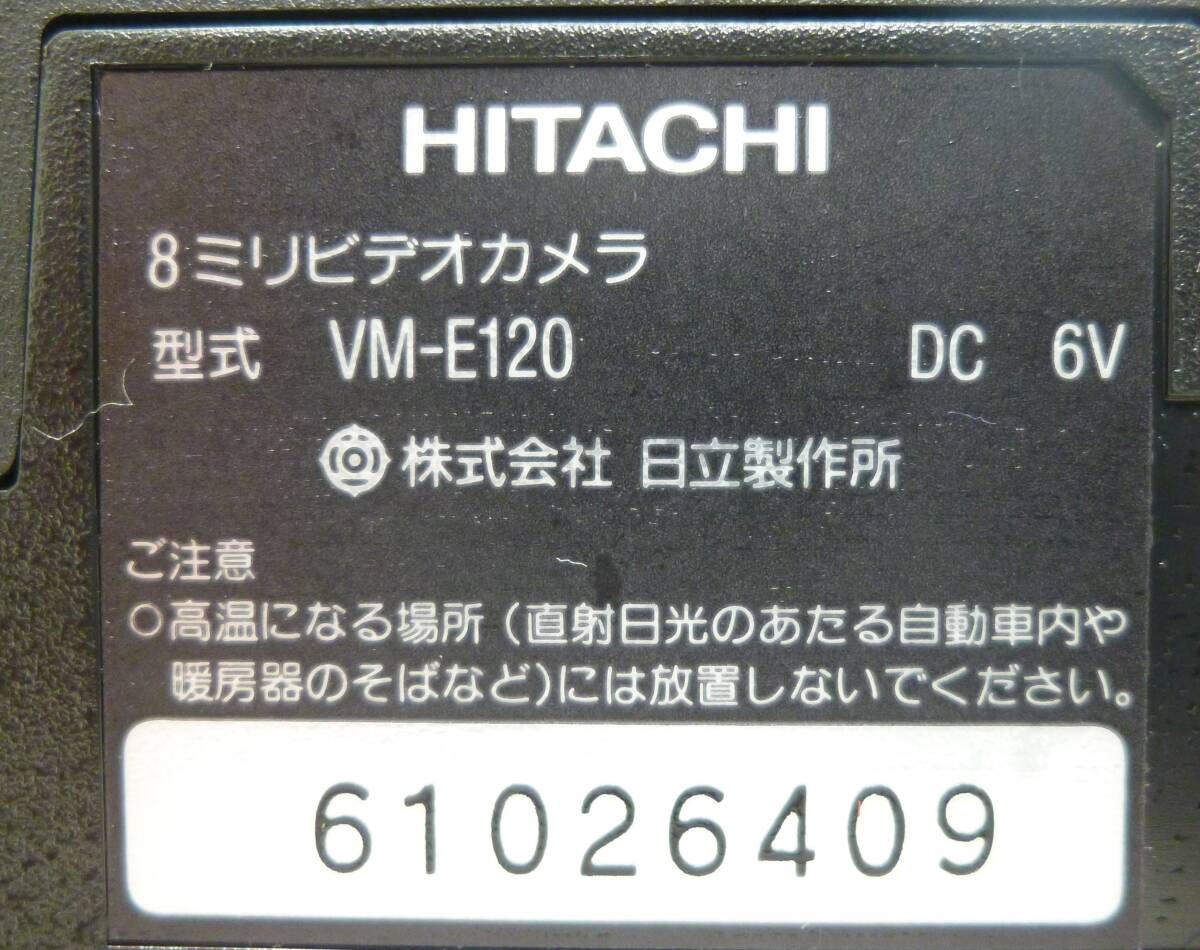 HITACHI
8ミリビデオカメラ
型式 VM-E120 DC 6V
株式会社 日立製作所
ご注意
○高温になる場所(直射日光のあたる自動車内や
暖房器のそばなど)には放置しないでください。
61026409